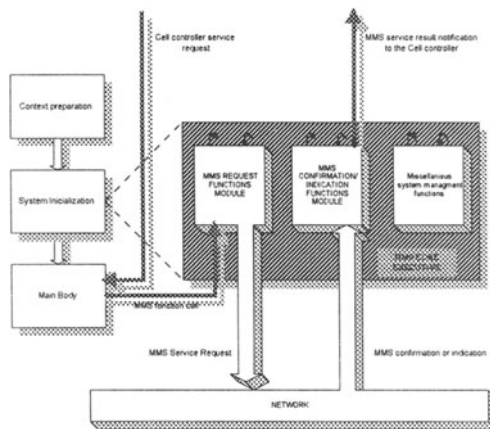 Cell controller service
request
MMS service result notification
to the Cell controller
Context preparation
System Inicialization
Main Body
MMS REQUEST
FUNCTIONS
MODULE
MMS
CONFIRMATION/
INDICATION
FUNCTIONS
MODULE
Miscellaneous
system managment
functions
EXECUTIVE
MMS function call
MMS Service Request
MMS confirmation or indication
NETWORK